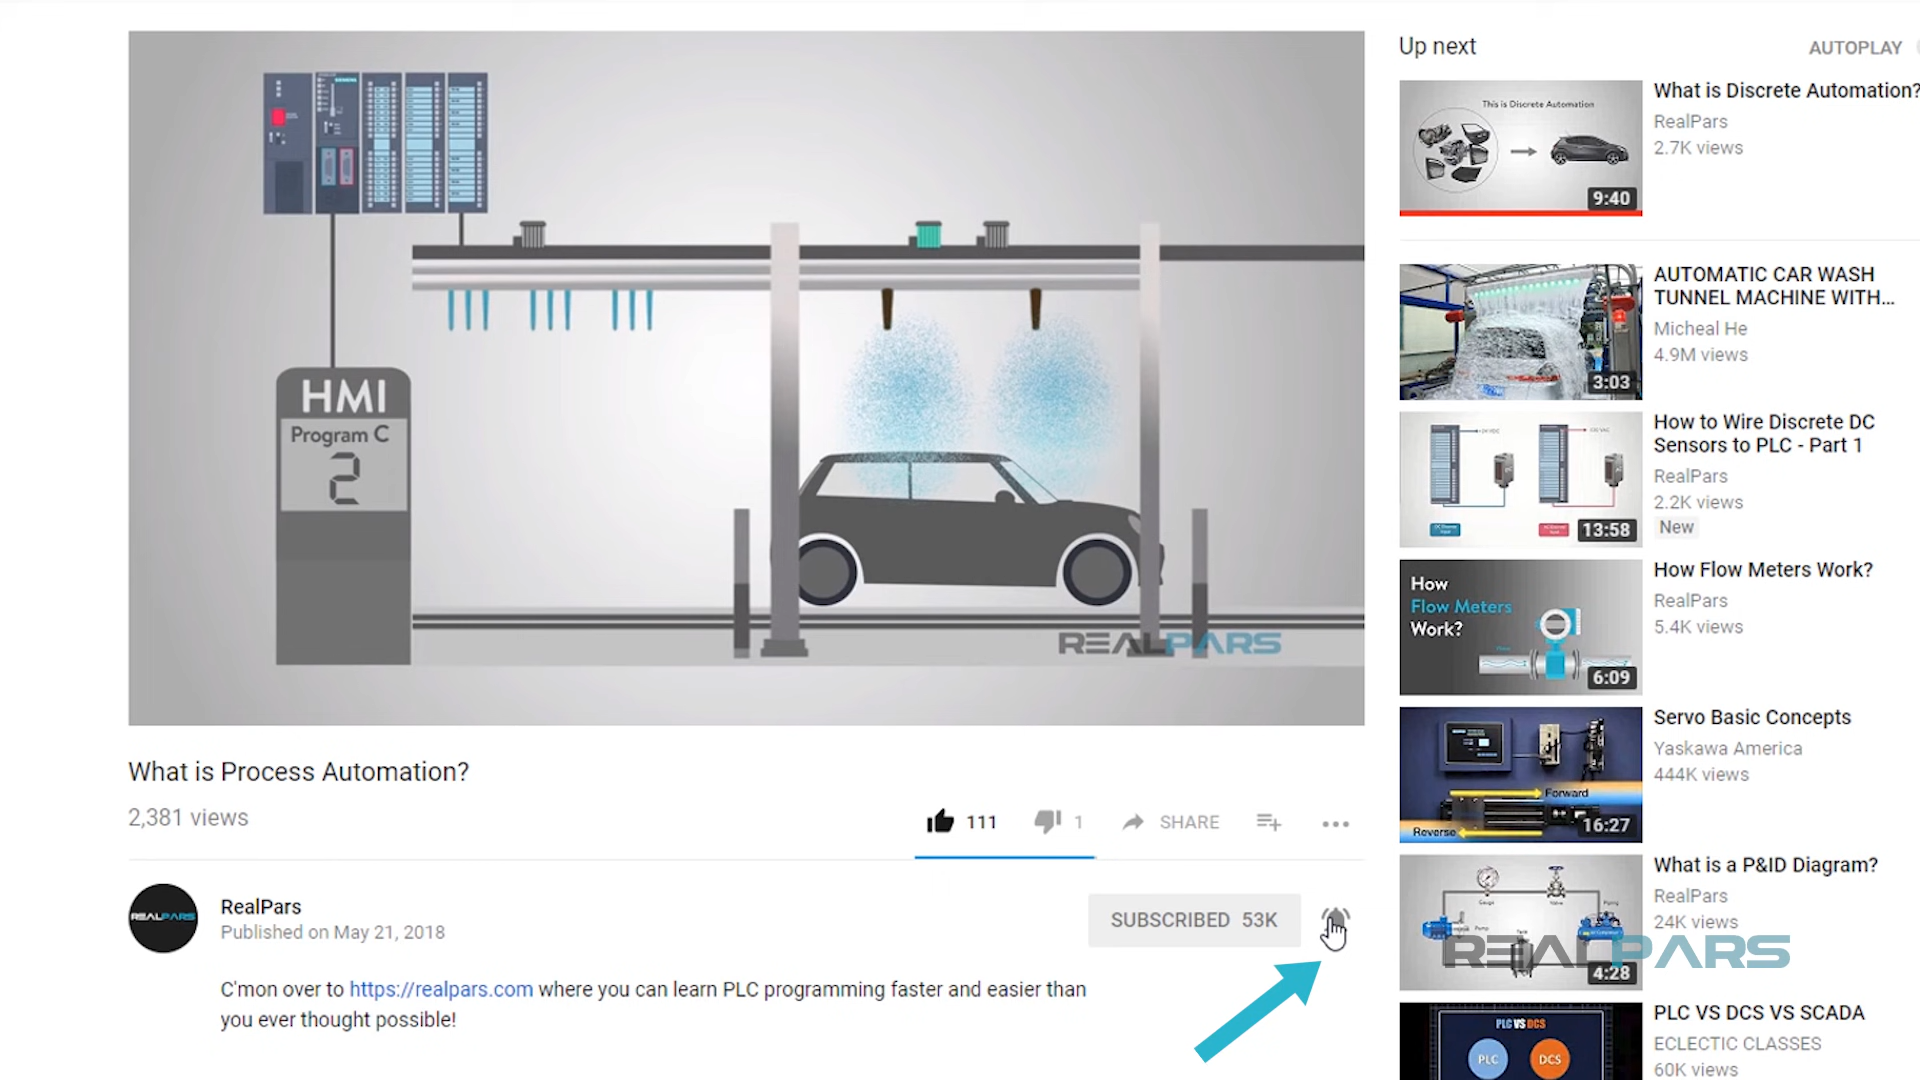 SIEMENS
HMI
Program C
2
REALPARS
What is Process Automation?
2,381 views
111
1
SHARE
REALPARS
RealPars
Published on May 21, 2018
SUBSCRIBED 53K
C'mon over to https://realpars.com where you can learn PLC programming faster and easier than
you ever thought possible!
Up next
AUTOPLAY
This is Discrete Automation
9:40
What is Discrete Automation?
RealPars
2.7K views
3:03
AUTOMATIC CAR WASH
TUNNEL MACHINE WITH...
Micheal He
4.9M views
13:58
How to Wire Discrete DC
Sensors to PLC - Part 1
RealPars
2.2K views
New
How
Flow Meters
Work?
6:09
How Flow Meters Work?
RealPars
5.4K views
Forward
Reverse
16:27
Servo Basic Concepts
Yaskawa America
444K views
Gauge
Valve
Piping
Pump
Tank
4:28
What is a P&ID Diagram?
RealPars
24K views
REALPARS
PLC VS DCS
PLC
DCS
PLC VS DCS VS SCADA
ECLECTIC CLASSES
60K views